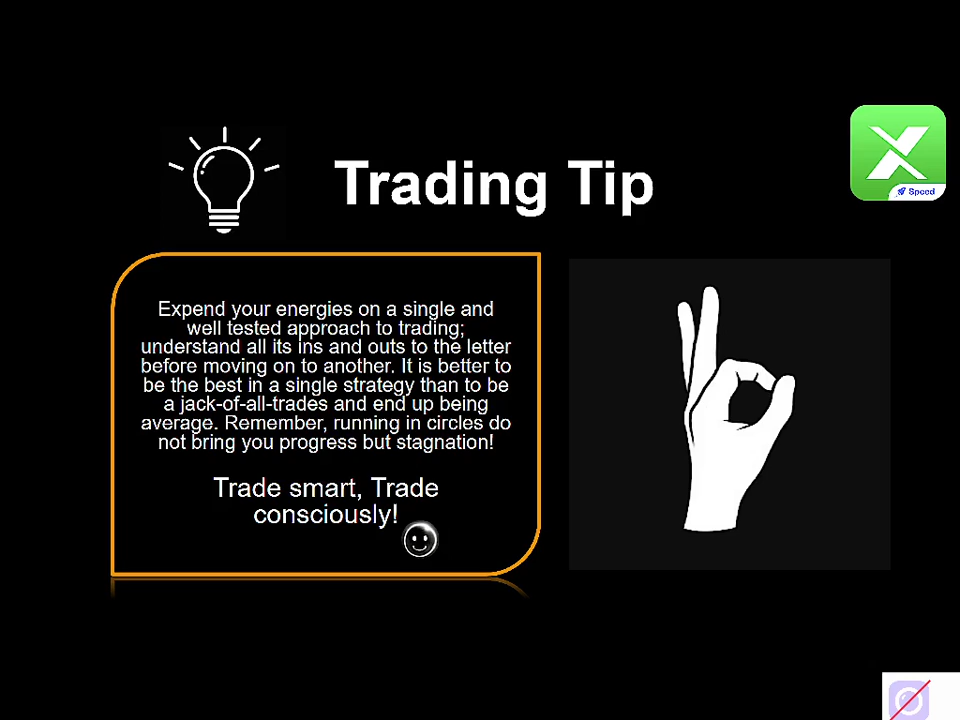 Trading Tip
Speed
Expend your energies on a single and
well tested approach to trading;
understand all its ins and outs to the letter
before moving on to another. It is better to
be the best in a single strategy than to be
a jack-of-all-trades and end up being
average. Remember, running in circles do
not bring you progress but stagnation!
Trade smart, Trade
consciously!